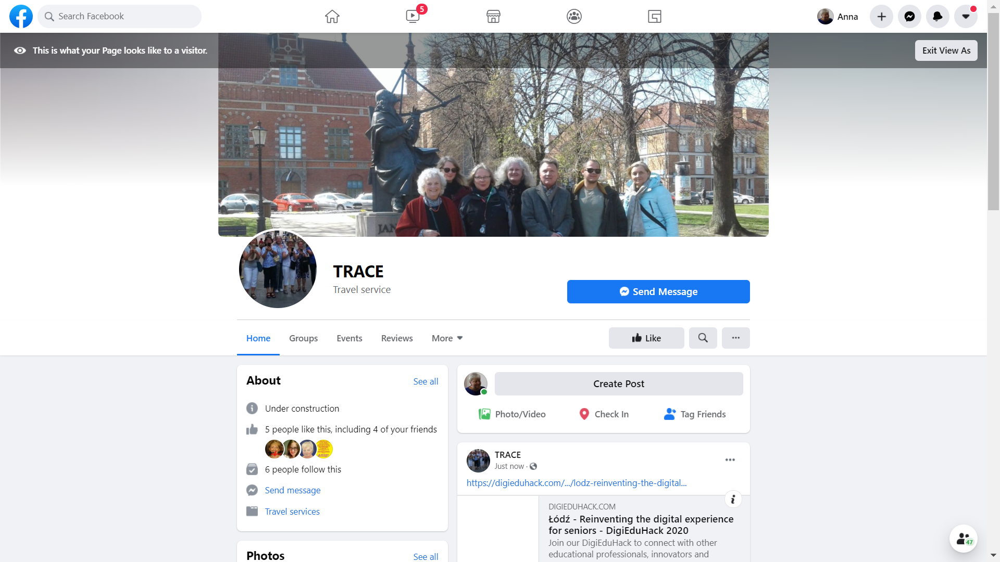 Search Facebook
5
Anna
This is what your Page looks like to a visitor.
Exit View As
JAN
TRACE
Travel service
Send Message
Home
Groups
Events
Reviews
More
Like
About
See all
Under construction
5 people like this, including 4 of your friends
6 people follow this
Send message
Travel services
Photos
See all
Create Post
Photo/Video
Check In
Tag Friends
TRACE
Just now ·
https://digieduhack.com/.../lodz-reinventing-the-digital...
DIGIEDUHACK.COM
Łódź - Reinventing the digital experience
for seniors - DigiEduHack 2020
Join our DigiEduHack to connect with other
educational professionals, innovators and
47